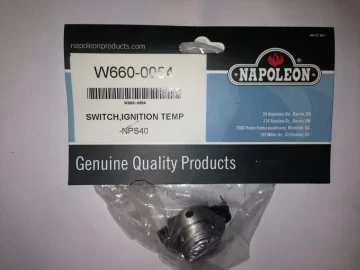 napoleonproducts.com
W660-0054
W660-0054
SWITCH,IGNITION TEMP
-NPS40
NAPOLEON
Genuine Quality Products